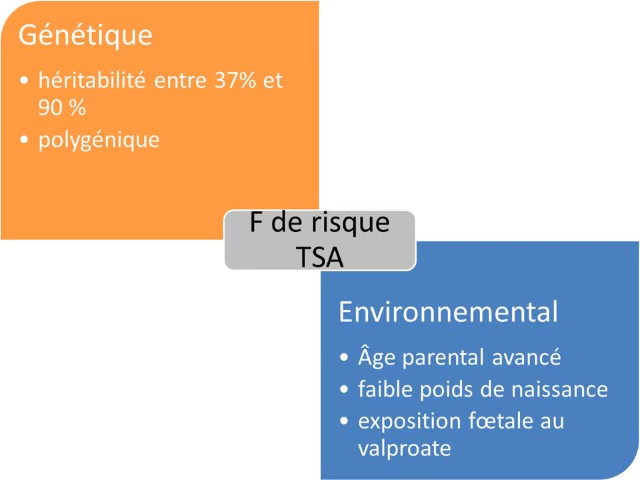 Génétique
• héritabilité entre 37% et
90 %
• polygénique
F de risque
TSA
Environnemental
• Âge parental avancé
• faible poids de naissance
• exposition fœtale au
valproate